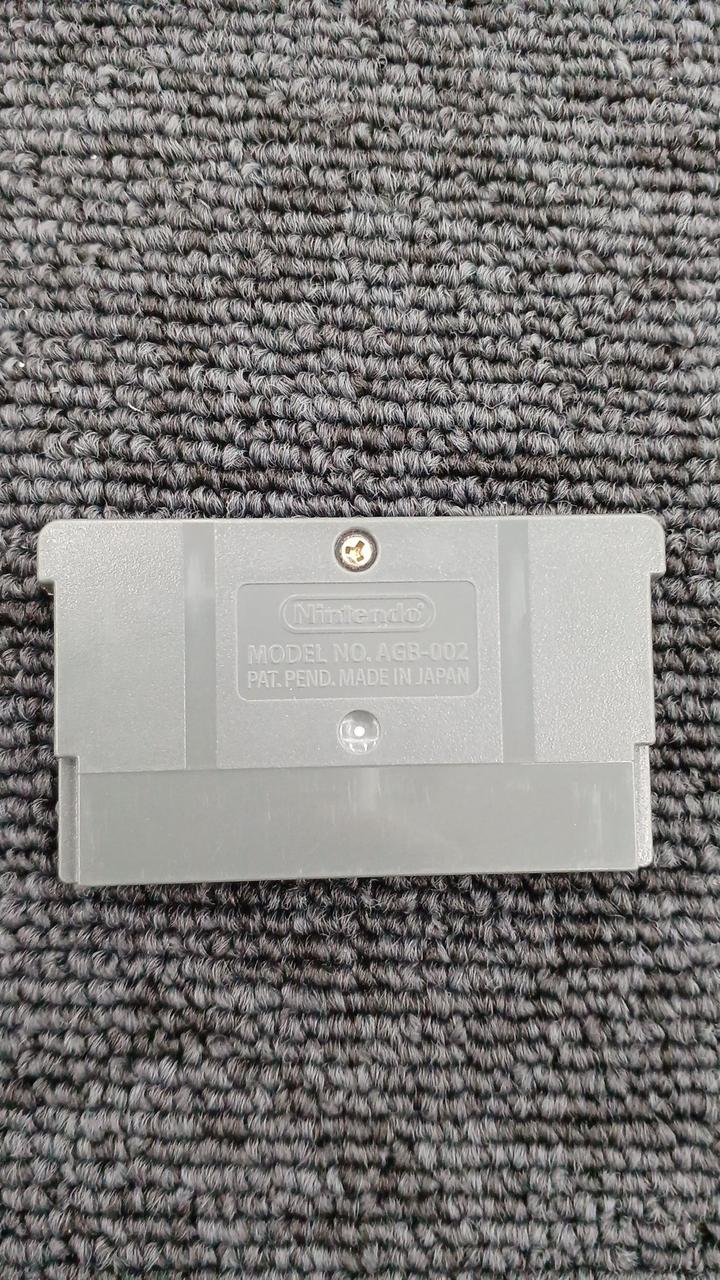 Nintendo
MODEL NO. AGB-002
PAT. PEND. MADE IN JAPAN